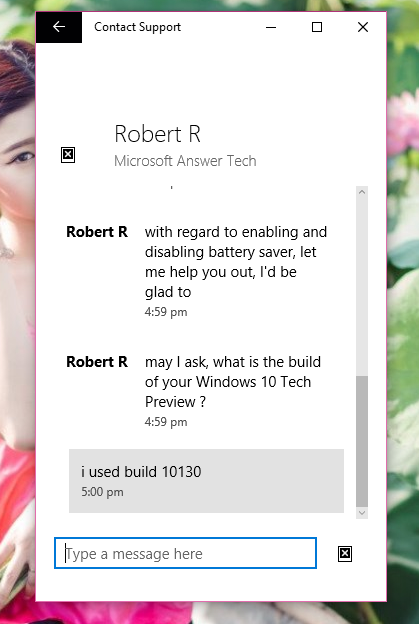 Contact Support
Robert R
Microsoft Answer Tech
Robert R
with regard to enabling and
disabling battery saver, let
me help you out, I'd be
glad to
4:59 pm
Robert R
may I ask, what is the build
of your Windows 10 Tech
Preview ?
4:59 pm
i used build 10130
5:00 pm
Type a message here